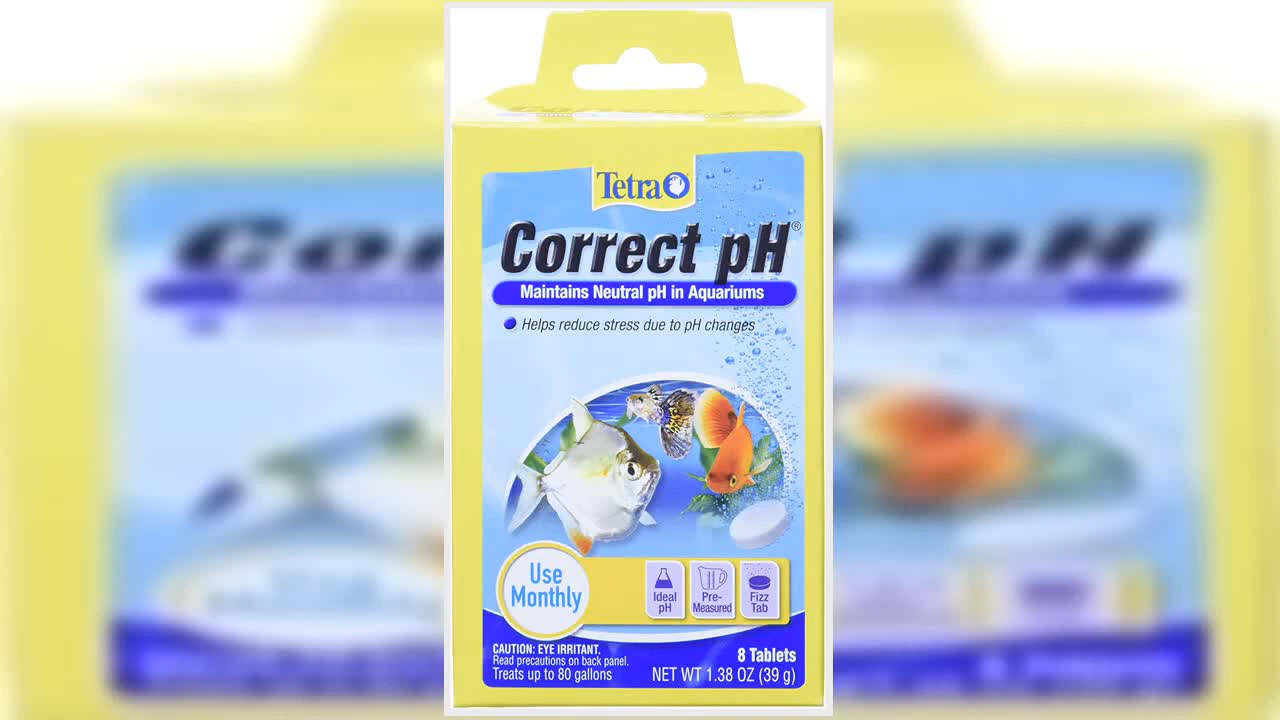 Tetra
Correct pH®
Maintains Neutral pH in Aquariums
Helps reduce stress due to pH changes
Use
Monthly
Ideal
pH
Pre-
Measured
Fizz
Tab
CAUTION: EYE IRRITANT.
Read precautions on back panel.
Treats up to 80 gallons
8 Tablets
NET WT 1.38 OZ (39 g)